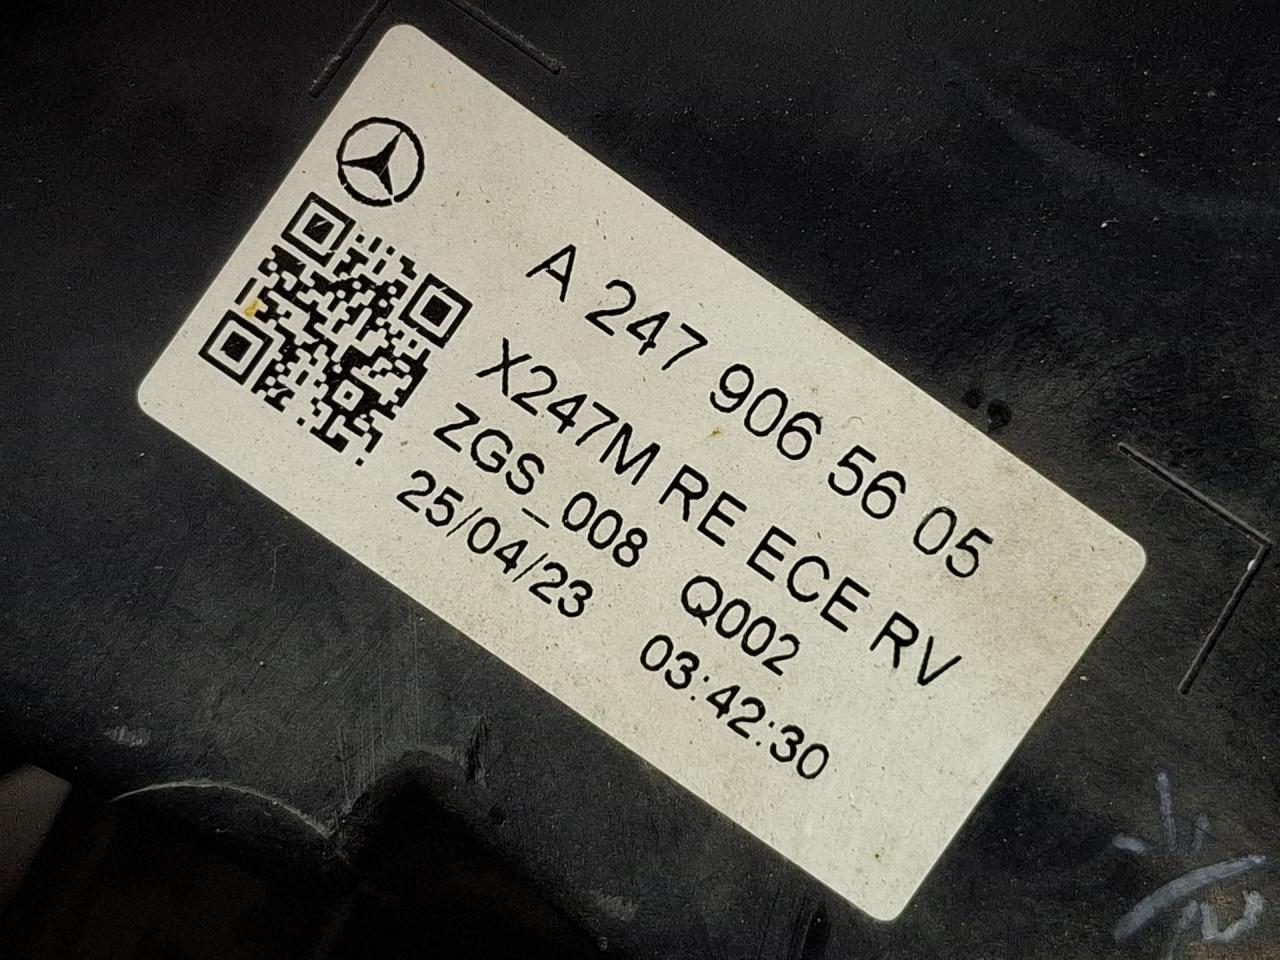 A 247 906 56 05
X247M RE ECE RV
ZGS_008 Q002
25/04/23 03:42:30